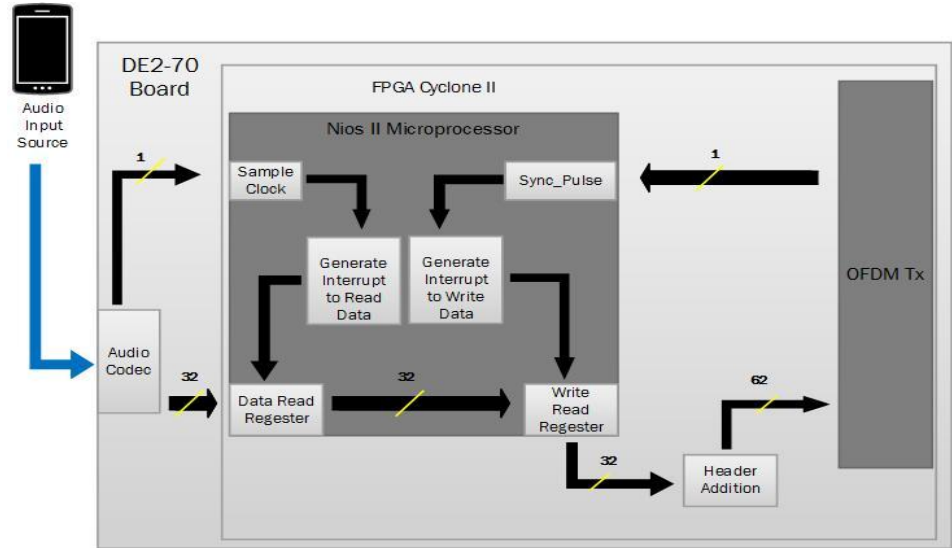 DE2-70
Board
FPGA Cyclone II
Audio
Input
Source
Nios II Microprocessor
1
1
Sample
Clock
Sync_Pulse
Generate
Interrupt
to Read
Data
Generate
Interrupt
to Write
Data
OFDM Tx
Audio
Codec
32
32
62
Data Read
Regester
Write
Read
Regester
32
Header
Addition